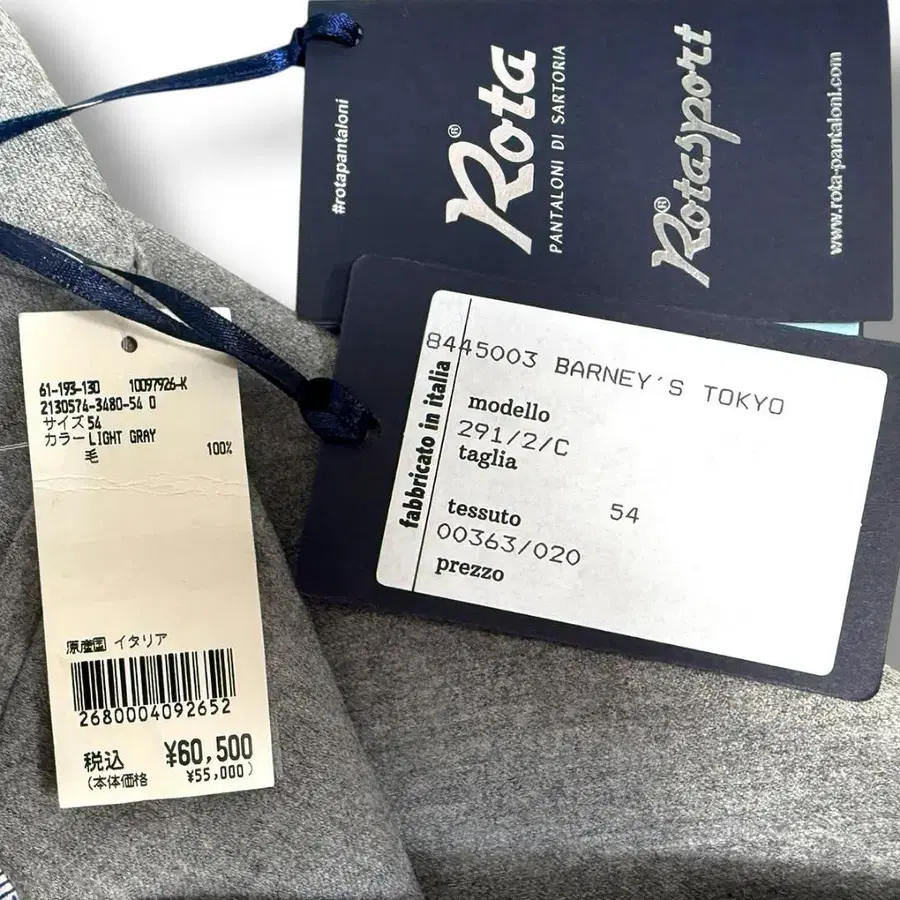 #rotapantaloni
Rota®
PANTALONI DI SARTORIA
Rotasport®
www.rota-pantaloni.com
61-193-130 10097926-K
2130574-3480-54 0
サイズ 54
カラー LIGHT GRAY
毛 100%
原産国 イタリア
2680004092652
税込 ¥60,500
(本体価格 ¥55,000)
fabbricato in italia
8445003 BARNEY'S TOKYO
modello
291/2/C
taglia
54
tessuto
00363/020
prezzo